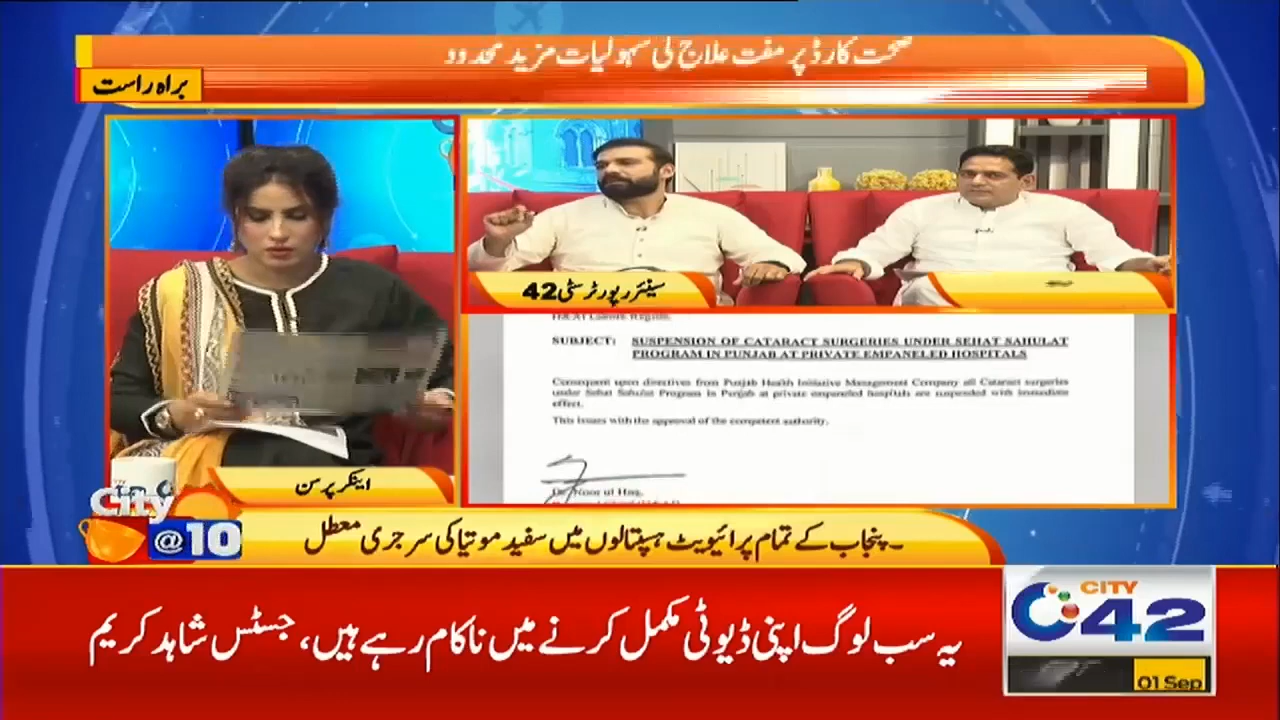 صحت کارڈ پر مفت علاج کی سہولیات مزید محدود
براہ راست
سینئر رپورٹر سٹی 42
SUBJECT: SUSPENSION OF CATARACT SURGERIES UNDER SEHAT SAHULAT
PROGRAM IN PUNJAB AT PRIVATE EMPANELED HOSPITALS
Consequent upon directives from Punjab Health Initiative Management Company all Cataract surgeries
under Sehat Sahulat Program in Punjab at private empaneled hospitals are suspended with immediate
effect.
This issues with the approval of the competent authority.
Dr. Noor ul Haq
اینکر پرسن
City
@10
۔ پنجاب کے تمام پرائیویٹ ہسپتالوں میں سفید موتیا کی سرجری معطل
یہ سب لوگ اپنی ڈیوٹی مکمل کرنے میں ناکام رہے ہیں، جسٹس شاہد کریم
CITY
42
01 Sep